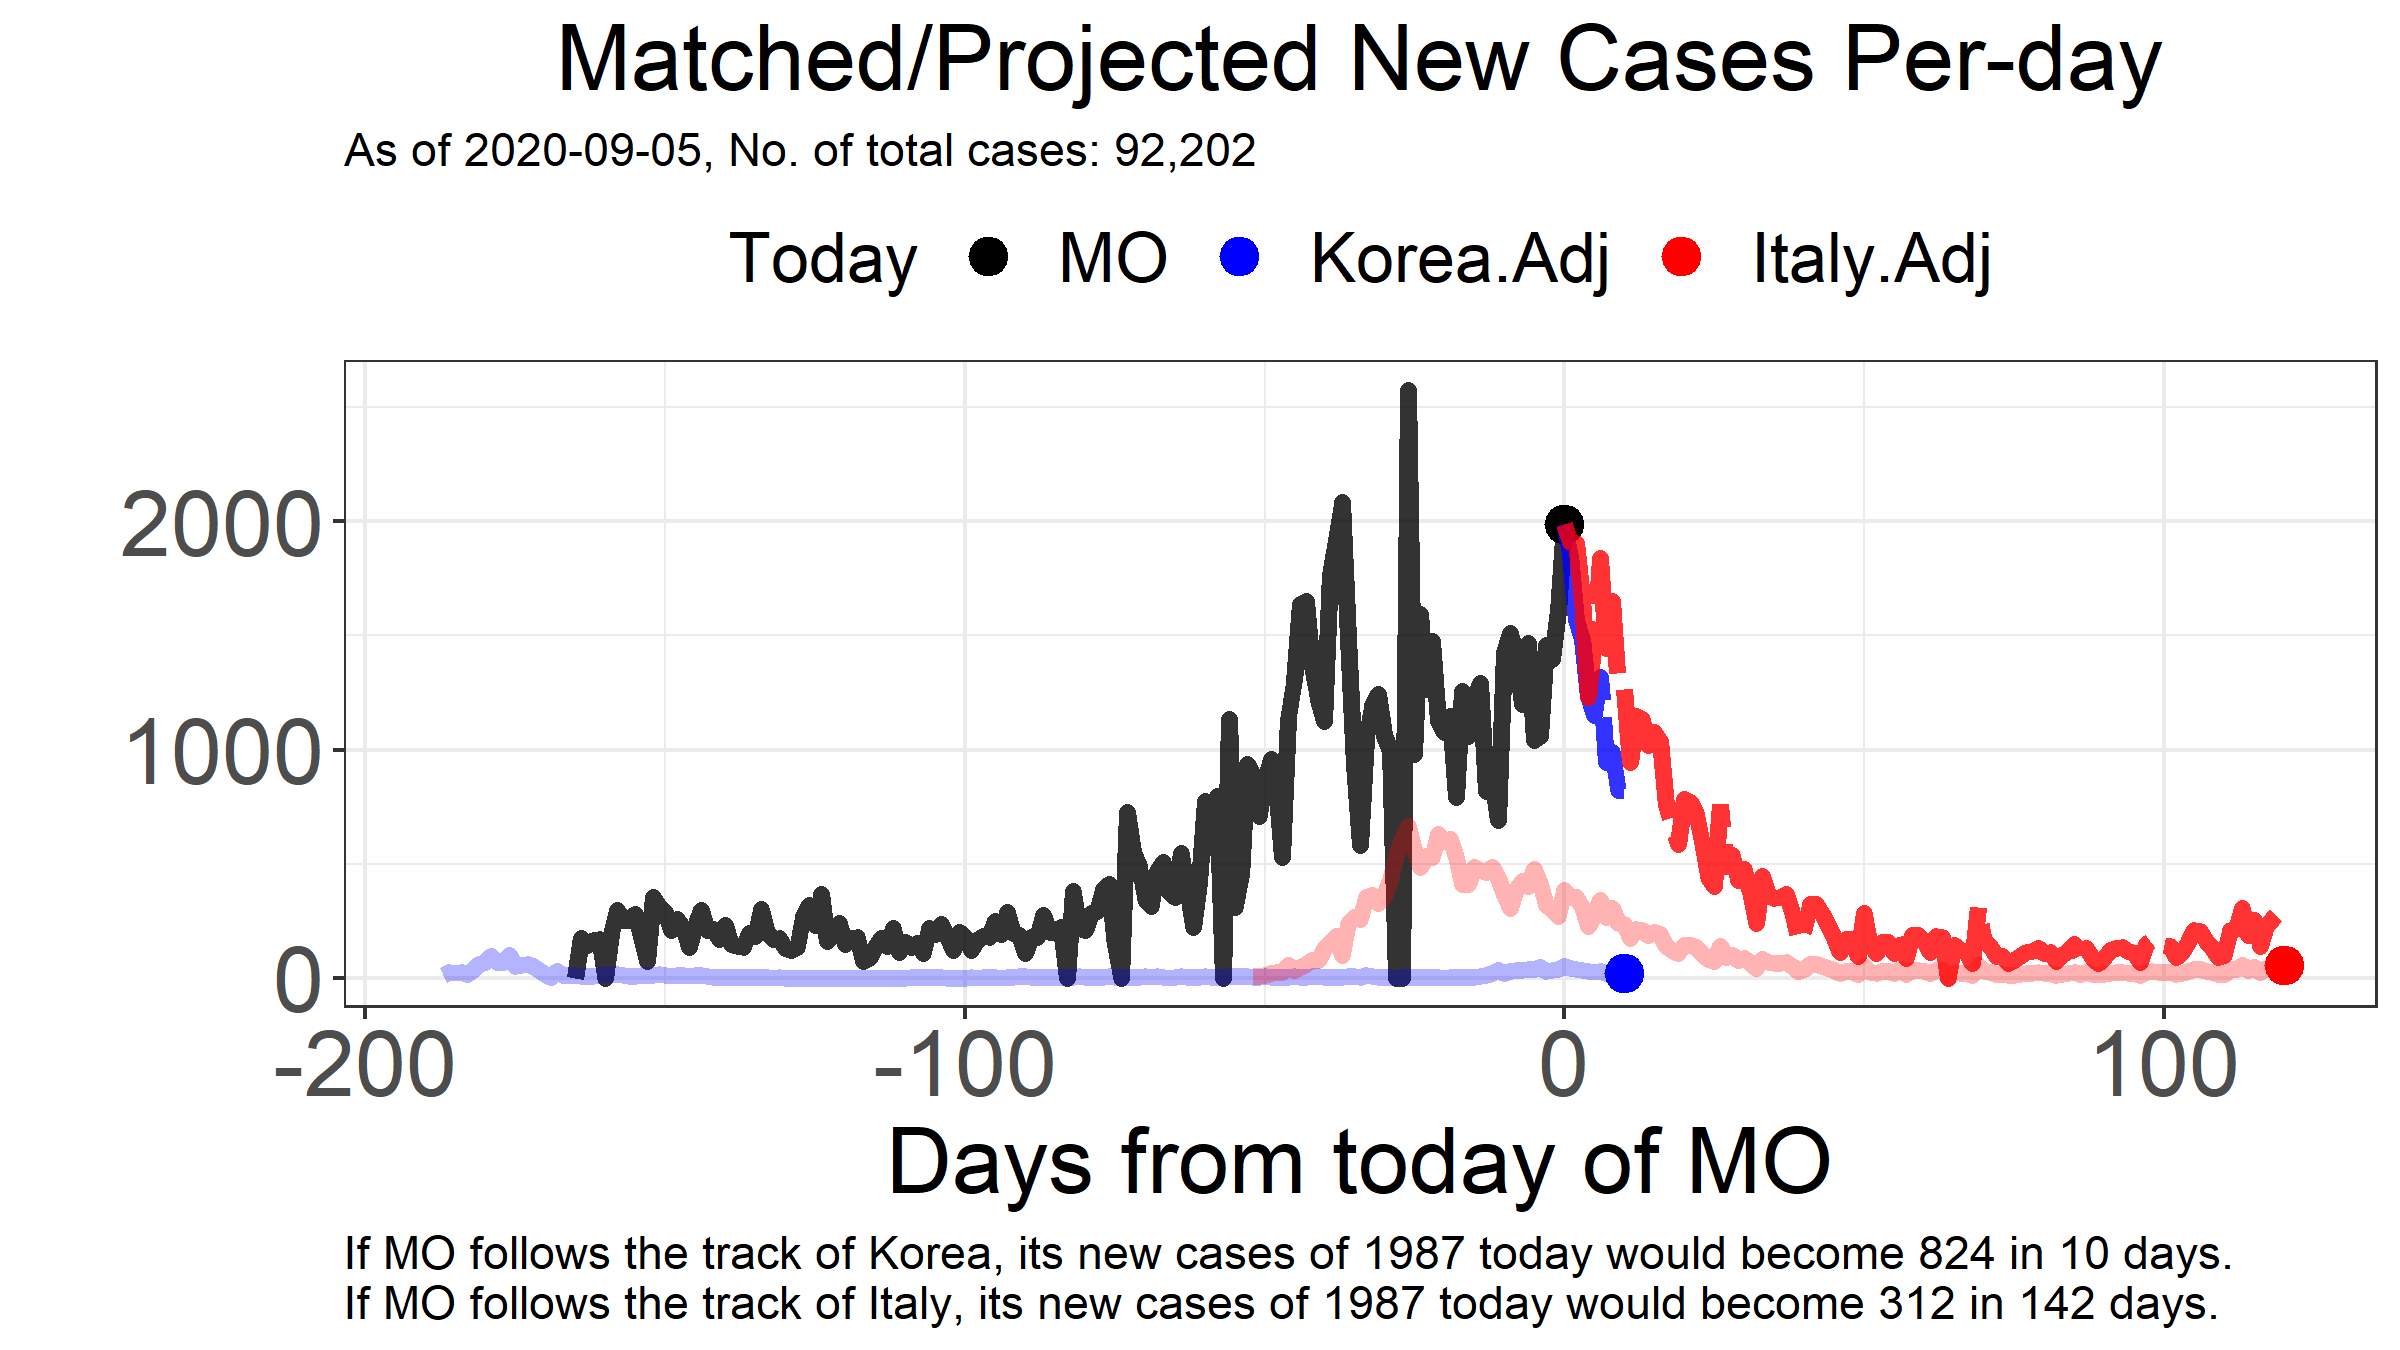 Matched/Projected New Cases Per-day
As of 2020-09-05, No. of total cases: 92,202
Today MO Korea.Adj Italy.Adj
2000
1000
0
-200 -100 0 100
Days from today of MO
If MO follows the track of Korea, its new cases of 1987 today would become 824 in 10 days.
If MO follows the track of Italy, its new cases of 1987 today would become 312 in 142 days.